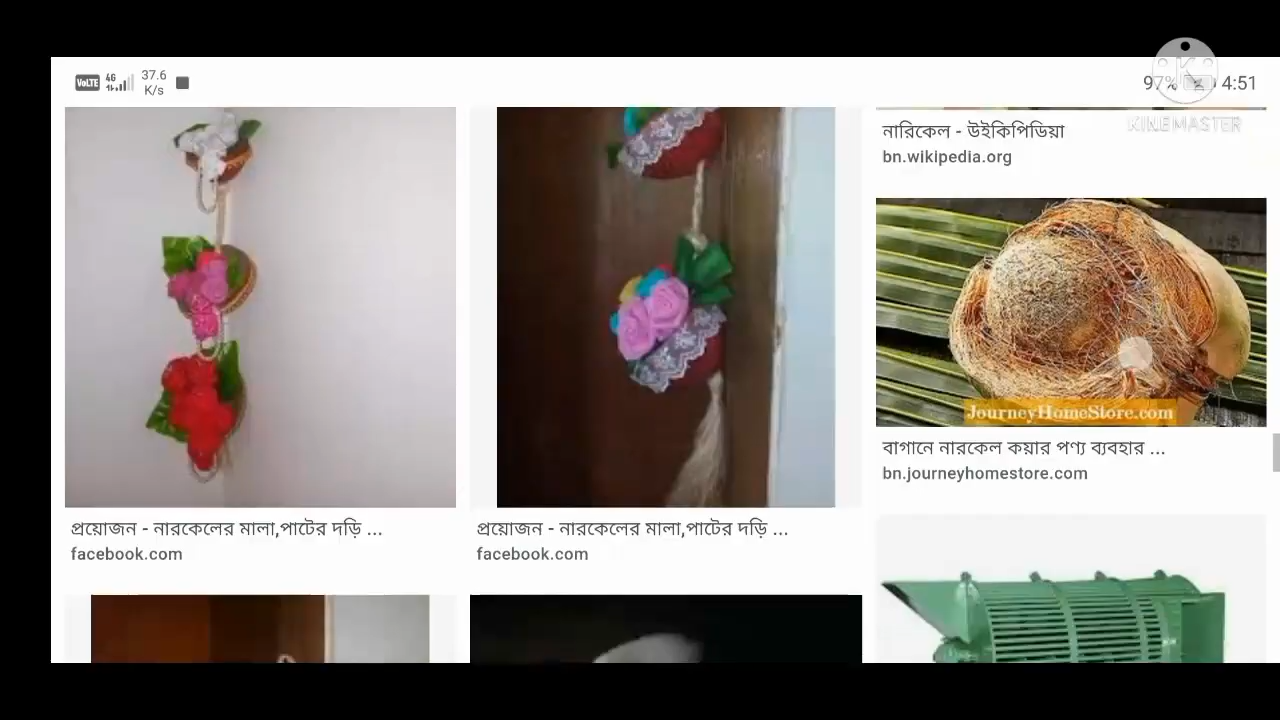 VoLTE 4G 37.6 K/s
97% 4:51
KINEMASTER
নারিকেল - উইকিপিডিয়া
bn.wikipedia.org
JourneyHomeStore.com
বাগানে নারকেল কয়ার পণ্য ব্যবহার ...
bn.journeyhomestore.com
প্রয়োজন - নারকেলের মালা,পাটের দড়ি ...
facebook.com
প্রয়োজন - নারকেলের মালা,পাটের দড়ি ...
facebook.com